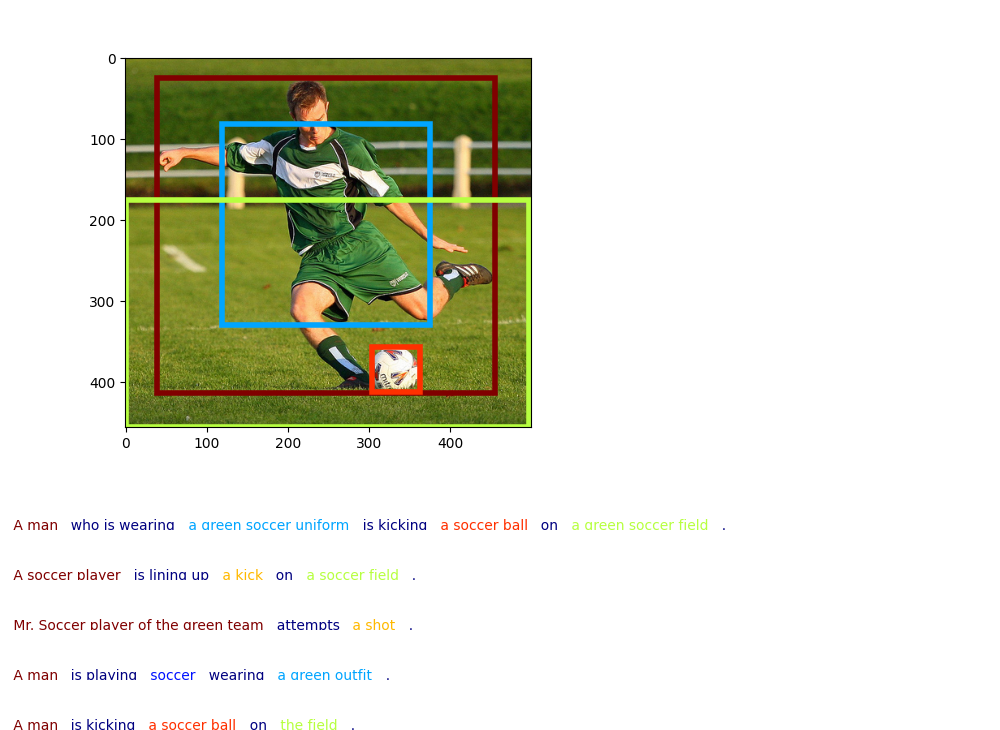 0
100
200
300
400
0 100 200 300 400
A man who is wearing a green soccer uniform is kicking a soccer ball on a green soccer field .
A soccer player is lining up a kick on a soccer field .
Mr. Soccer player of the green team attempts a shot .
A man is playing soccer wearing a green outfit .
A man is kicking a soccer ball on the field .